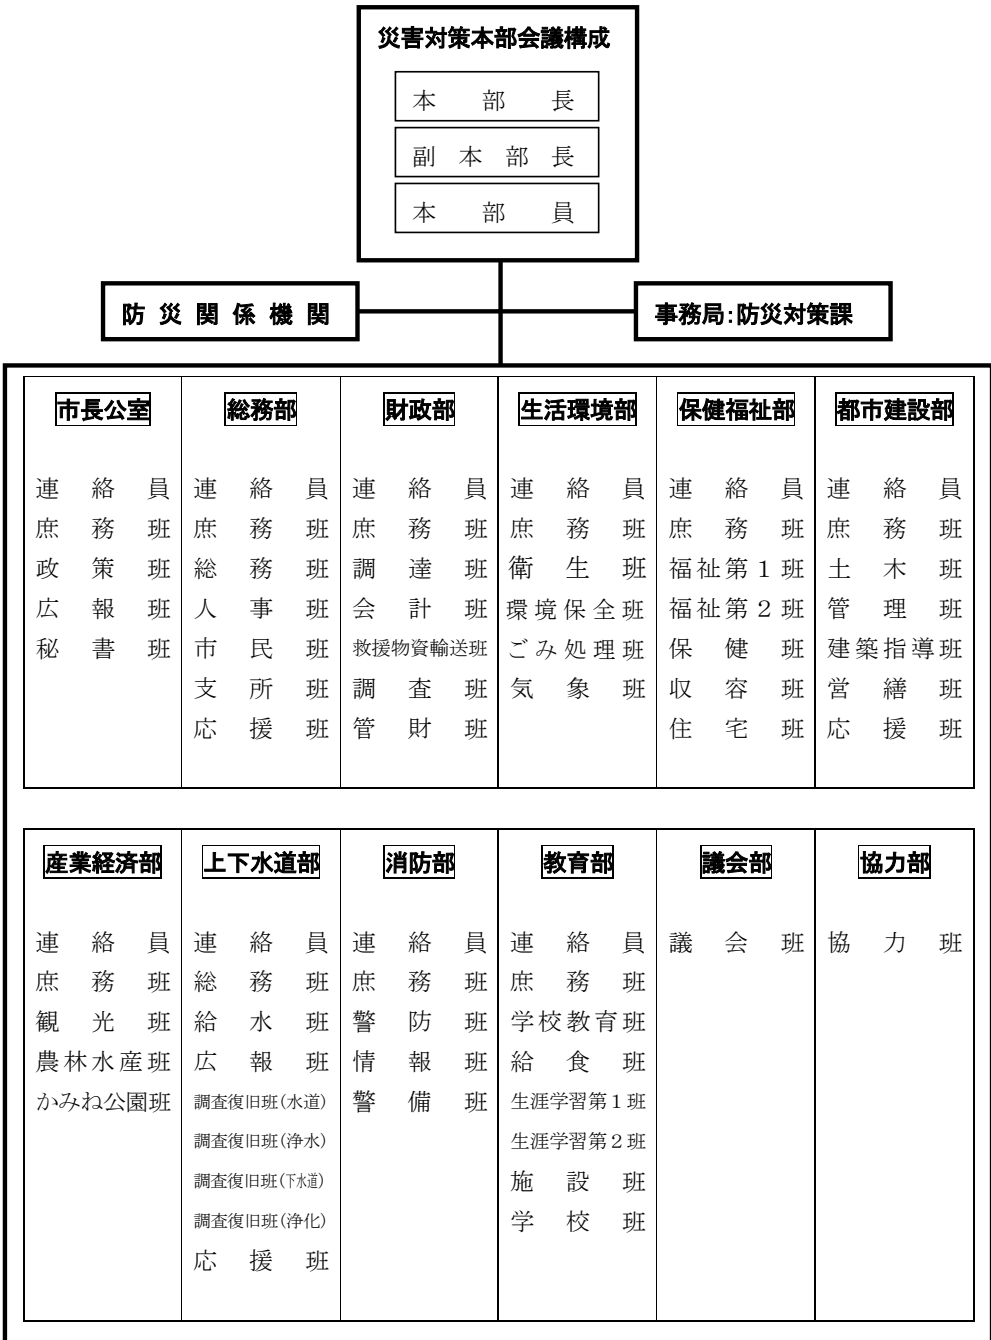 災害対策本部会議構成
本部長
副本部長
本部員
防災関係機関
事務局:防災対策課
市長公室
連絡員
庶務班
政策班
広報班
秘書班
総務部
連絡員
庶務班
総務班
人事班
市民班
支所班
応援班
財政部
連絡員
庶務班
調達班
会計班
救援物資輸送班
調査班
管財班
生活環境部
連絡員
庶務班
衛生班
環境保全班
ごみ処理班
気象班
保健福祉部
連絡員
庶務班
福祉第1班
福祉第2班
保健班
収容班
住宅班
都市建設部
連絡員
庶務班
土木班
管理班
建築指導班
営繕班
応援班
産業経済部
連絡員
庶務班
観光班
農林水産班
かみね公園班
上下水道部
連絡員
総務班
給水班
広報班
調査復旧班(水道)
調査復旧班(浄水)
調査復旧班(下水道)
調査復旧班(浄化)
応援班
消防部
連絡員
庶務班
警防班
情報班
警備班
教育部
連絡員
庶務班
学校教育班
給食班
生涯学習第1班
生涯学習第2班
施設班
学校班
議会部
議会班
協力部
協力班